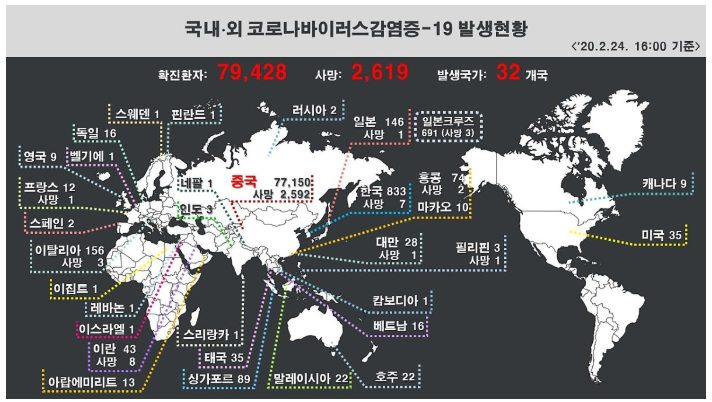 국내·외 코로나바이러스감염증-19 발생현황
<'20.2.24. 16:00 기준>
확진환자: 79,428 사망: 2,619 발생국가: 32 개국
스웨덴 1
핀란드 1
러시아 2
일본 146
사망 1
일본크루즈
691 (사망 3)
독일 16
영국 9
벨기에 1
네팔 1
중국 77,150
사망 2,592
한국 833
사망 7
홍콩 74
사망 2
마카오 10
캐나다 9
프랑스 12
사망 1
인도 3
스페인 2
미국 35
이탈리아 156
사망 3
대만 28
사망 1
필리핀 3
사망 1
이집트 1
레바논 1
캄보디아 1
이스라엘 1
스리랑카 1
베트남 16
이란 43
사망 8
태국 35
아랍에미리트 13
싱가포르 89
말레이시아 22
호주 22